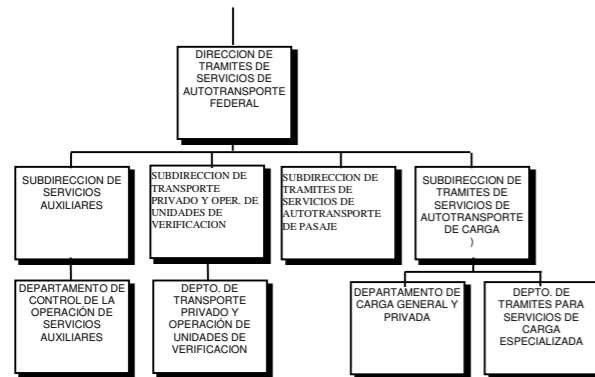 DIRECCION DE
TRAMITES DE
SERVICIOS DE
AUTOTRANSPORTE
FEDERAL
SUBDIRECCION DE
SERVICIOS
AUXILIARES
SUBDIRECCION DE
TRANSPORTE
PRIVADO Y OPER. DE
UNIDADES DE
VERIFICACION
SUBDIRECCION DE
TRAMITES DE
SERVICIOS DE
AUTOTRANSPORTE
DE PASAJE
SUBDIRECCION DE
TRAMITES DE
SERVICIOS DE
AUTOTRANSPORTE
DE CARGA
)
DEPARTAMENTO DE
CONTROL DE LA
OPERACIÓN DE
SERVICIOS
AUXILIARES
DEPTO. DE
TRANSPORTE
PRIVADO Y
OPERACIÓN DE
UNIDADES DE
VERIFICACION
DEPARTAMENTO DE
CARGA GENERAL Y
PRIVADA
DEPTO. DE
TRAMITES PARA
SERVICIOS DE
CARGA
ESPECIALIZADA